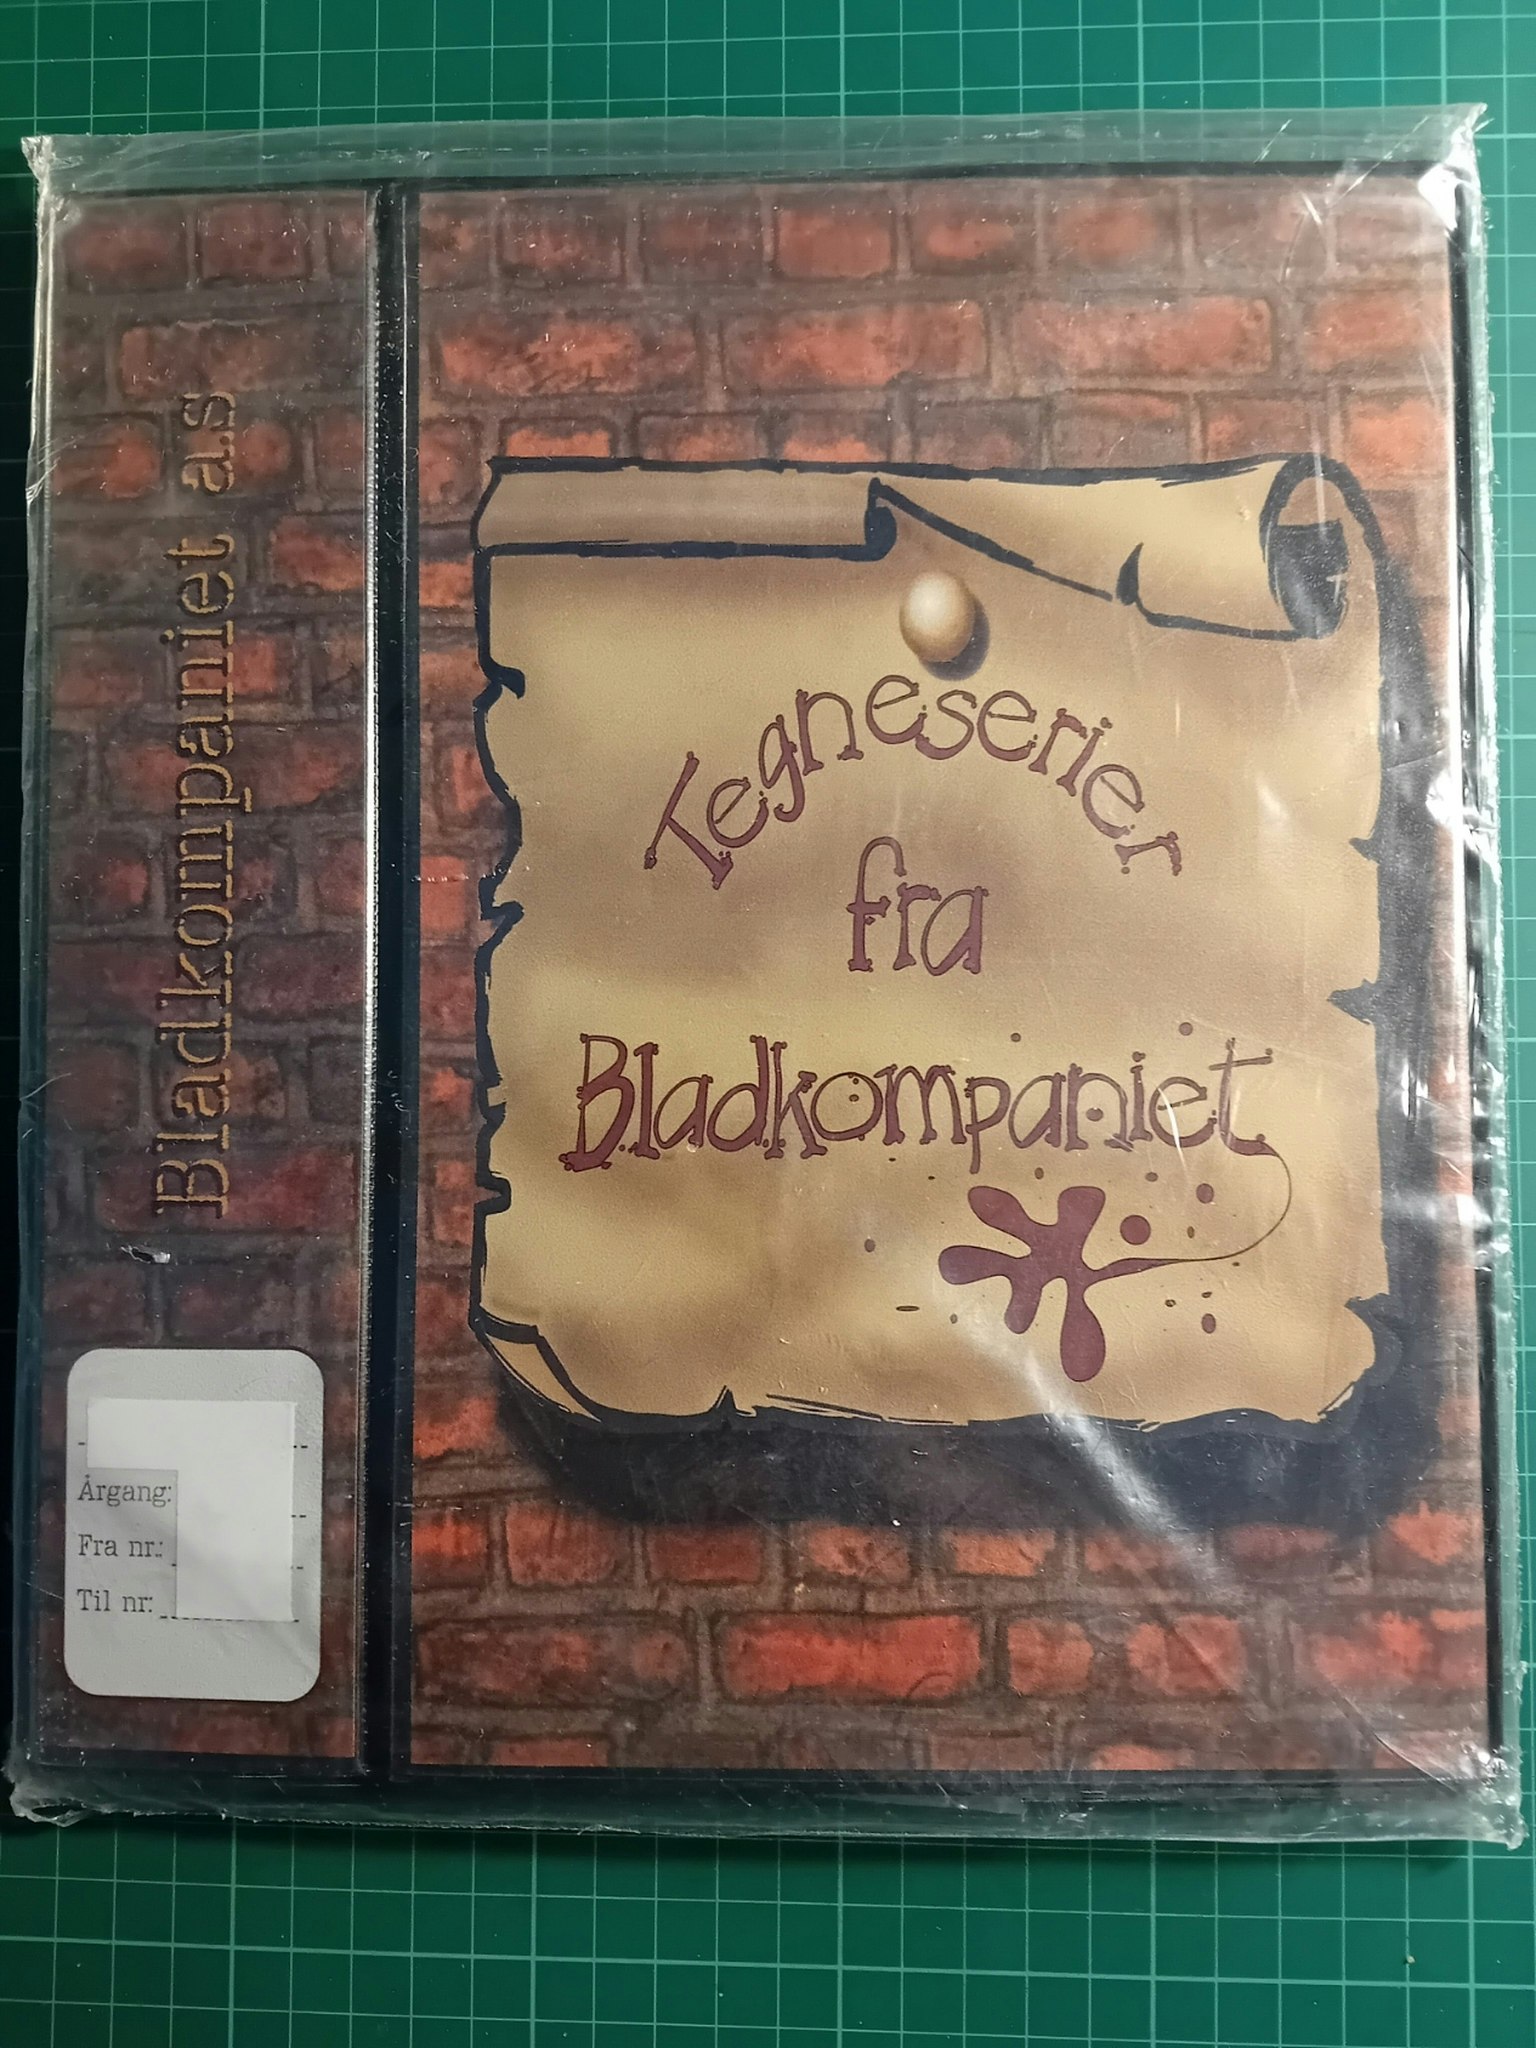 Bladkompaniet a.s
Årgang:
Fra nr.:
Til nr.:
Tegneserier
fra
Bladkompaniet